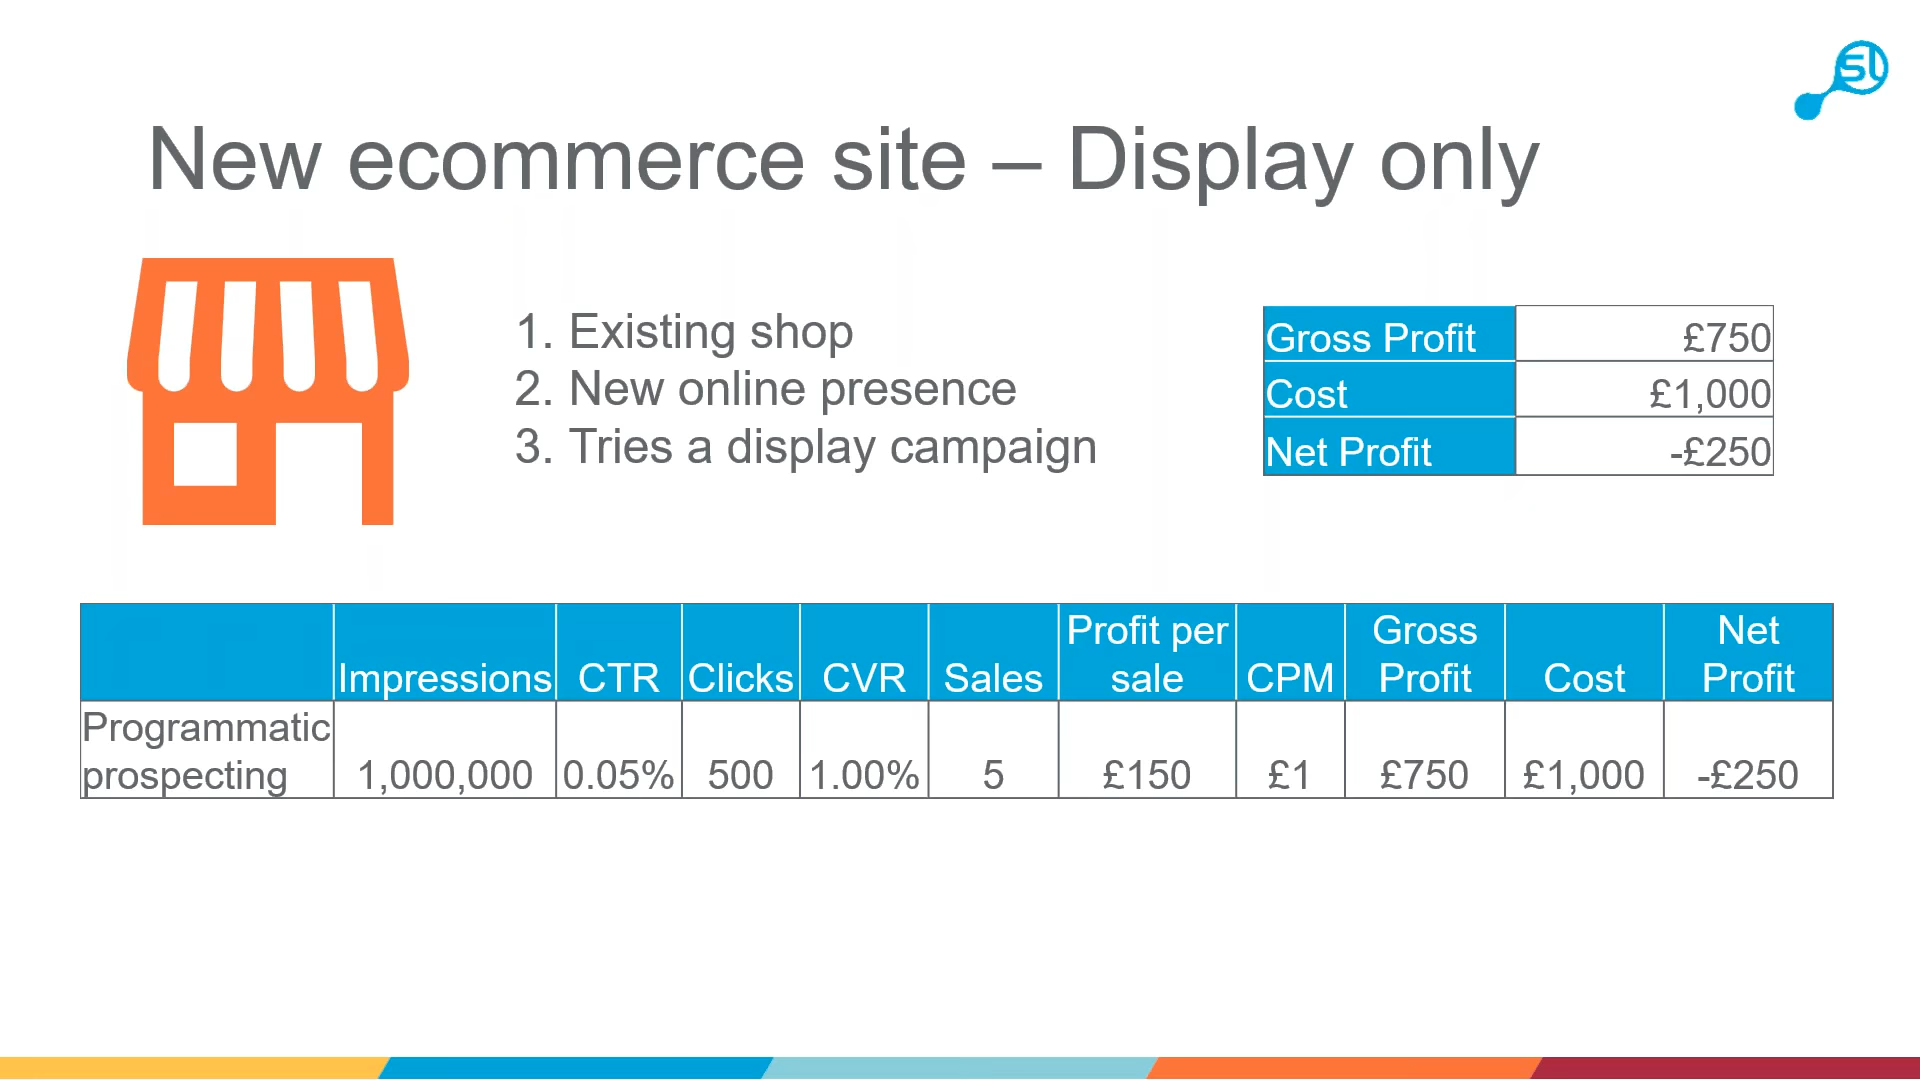 SL
New ecommerce site – Display only
1. Existing shop
2. New online presence
3. Tries a display campaign
Gross Profit £750
Cost £1,000
Net Profit -£250
Impressions CTR Clicks CVR Sales Profit per sale CPM Gross Profit Cost Net Profit
Programmatic prospecting 1,000,000 0.05% 500 1.00% 5 £150 £1 £750 £1,000 -£250